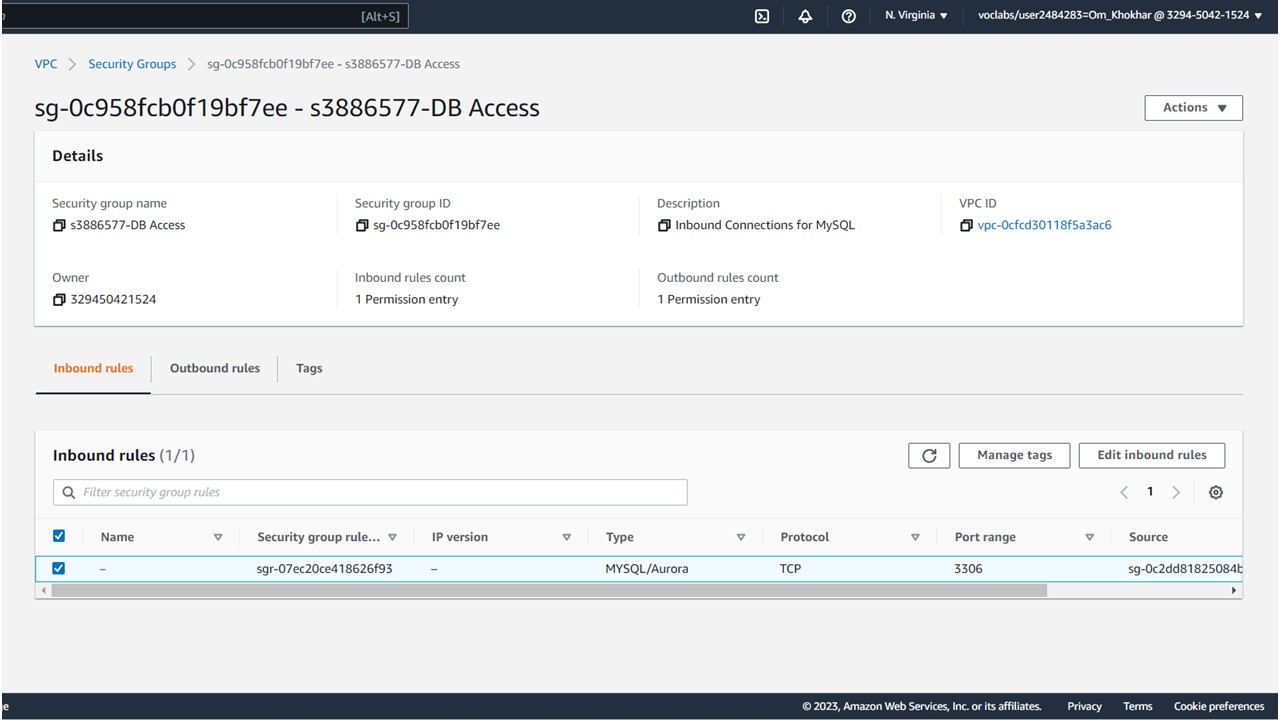 [Alt+S] N. Virginia voclabs/user2484283=Om_Khokhar @ 3294-5042-1524
VPC Security Groups sg-0c958fcb0f19bf7ee - s3886577-DB Access
sg-0c958fcb0f19bf7ee - s3886577-DB Access Actions
Details
Security group name Security group ID Description VPC ID
s3886577-DB Access sg-0c958fcb0f19bf7ee Inbound Connections for MySQL vpc-0cfcd30118f5a3ac6
Owner Inbound rules count Outbound rules count
329450421524 1 Permission entry 1 Permission entry
Inbound rules Outbound rules Tags
Inbound rules (1/1) Manage tags Edit inbound rules
Filter security group rules 1
Name Security group rule... IP version Type Protocol Port range Source
– sgr-07ec20ce418626f93 – MYSQL/Aurora TCP 3306 sg-0c2dd81825084b
© 2023, Amazon Web Services, Inc. or its affiliates. Privacy Terms Cookie preferences